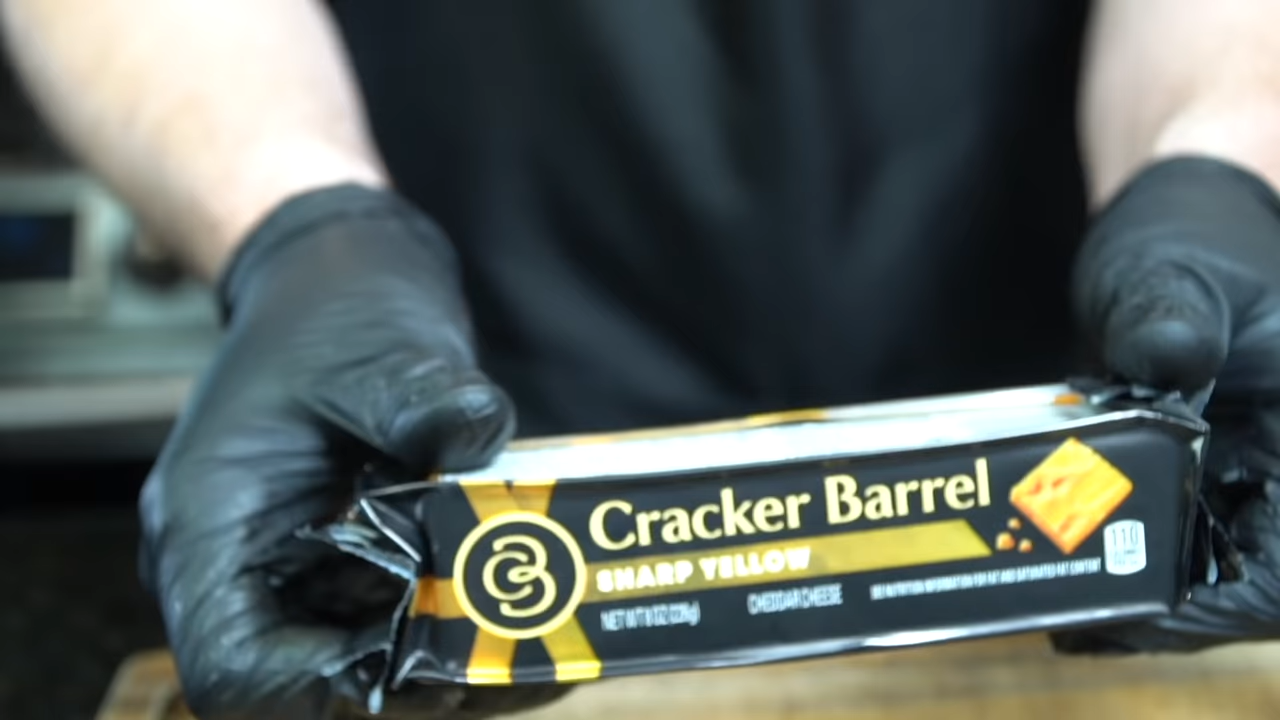 Cracker Barrel
SHARP YELLOW
NET WT 8 OZ (226g)
CHEDDAR CHEESE
SEE NUTRITION INFORMATION FOR FAT AND SATURATED FAT CONTENT
110